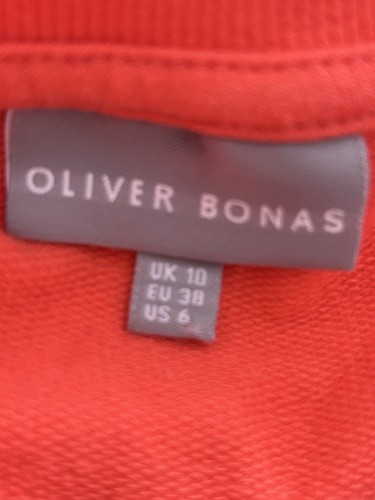 OLIVER BONAS
UK 10
EU 38
US 6